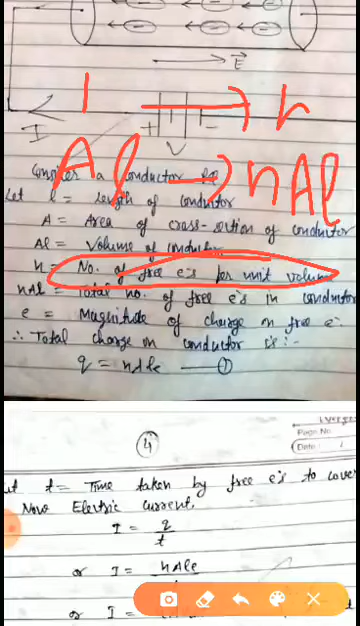 E
1 → n
I + - V
Al → nAl
Consider a conductor
Let l = length of conductor
A = Area of cross-section of conductor
Al = Volume of conductor
n = No. of free e's per unit volume
nAl = Total no. of free e's in conductor
e = Magnitude of charge on free e.
∴ Total charge on conductor is :-
q = nAle — ①
Page No.
④ Date : / /
t = Time taken by free e's to cover
Now Electric current,
I = q/t
or I = nAle
or I =